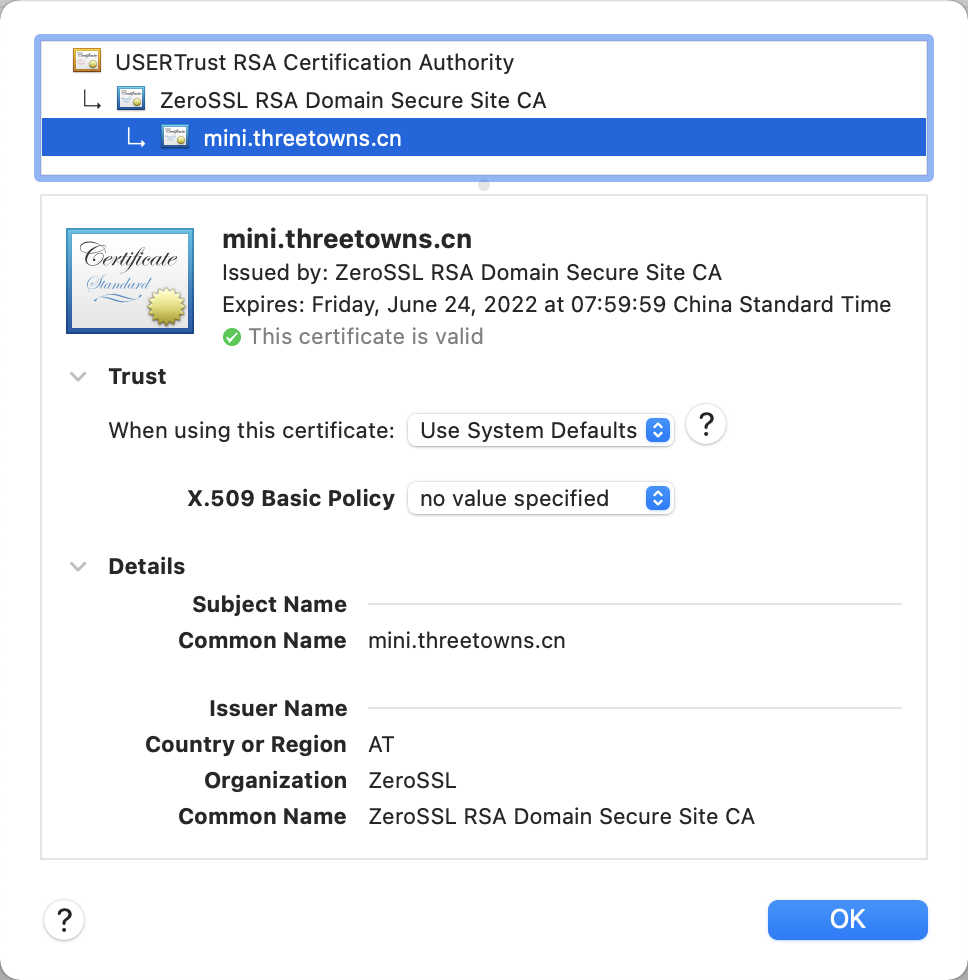 USERTrust RSA Certification Authority
ZeroSSL RSA Domain Secure Site CA
mini.threetowns.cn
Certificate
Standard
mini.threetowns.cn
Issued by: ZeroSSL RSA Domain Secure Site CA
Expires: Friday, June 24, 2022 at 07:59:59 China Standard Time
This certificate is valid
Trust
When using this certificate: Use System Defaults ?
X.509 Basic Policy no value specified
Details
Subject Name
Common Name mini.threetowns.cn
Issuer Name
Country or Region AT
Organization ZeroSSL
Common Name ZeroSSL RSA Domain Secure Site CA
? OK